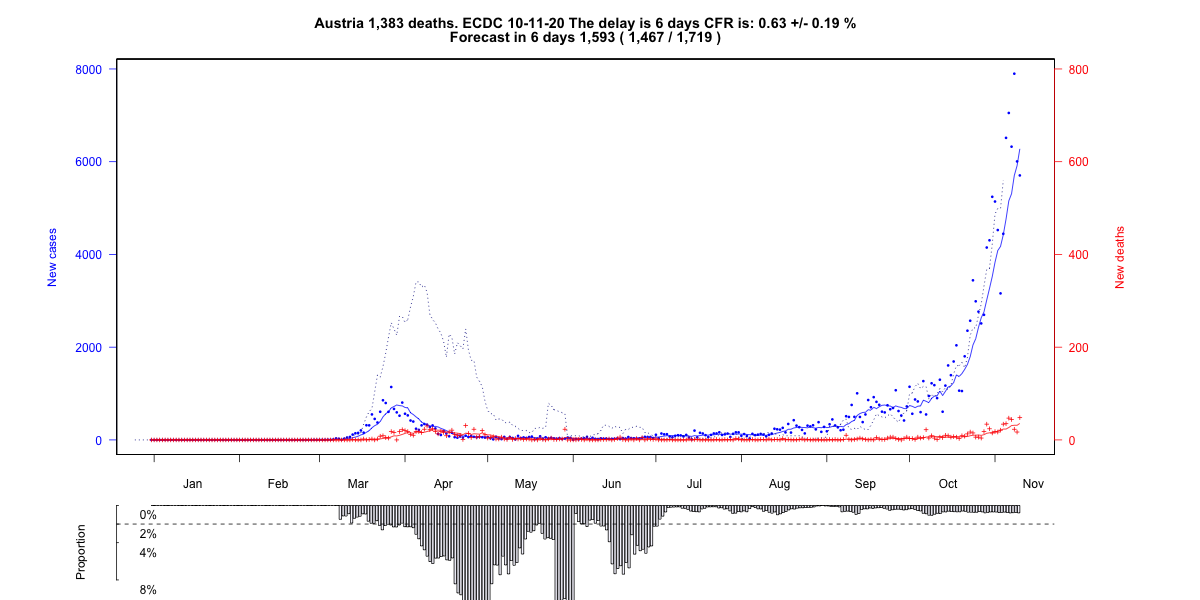 Austria 1,383 deaths. ECDC 10-11-20 The delay is 6 days CFR is: 0.63 +/- 0.19 %
Forecast in 6 days 1,593 ( 1,467 / 1,719 )
8000
6000
4000
2000
0
New cases
800
600
400
200
0
New deaths
Jan Feb Mar Apr May Jun Jul Aug Sep Oct Nov
0%
2%
4%
8%
Proportion